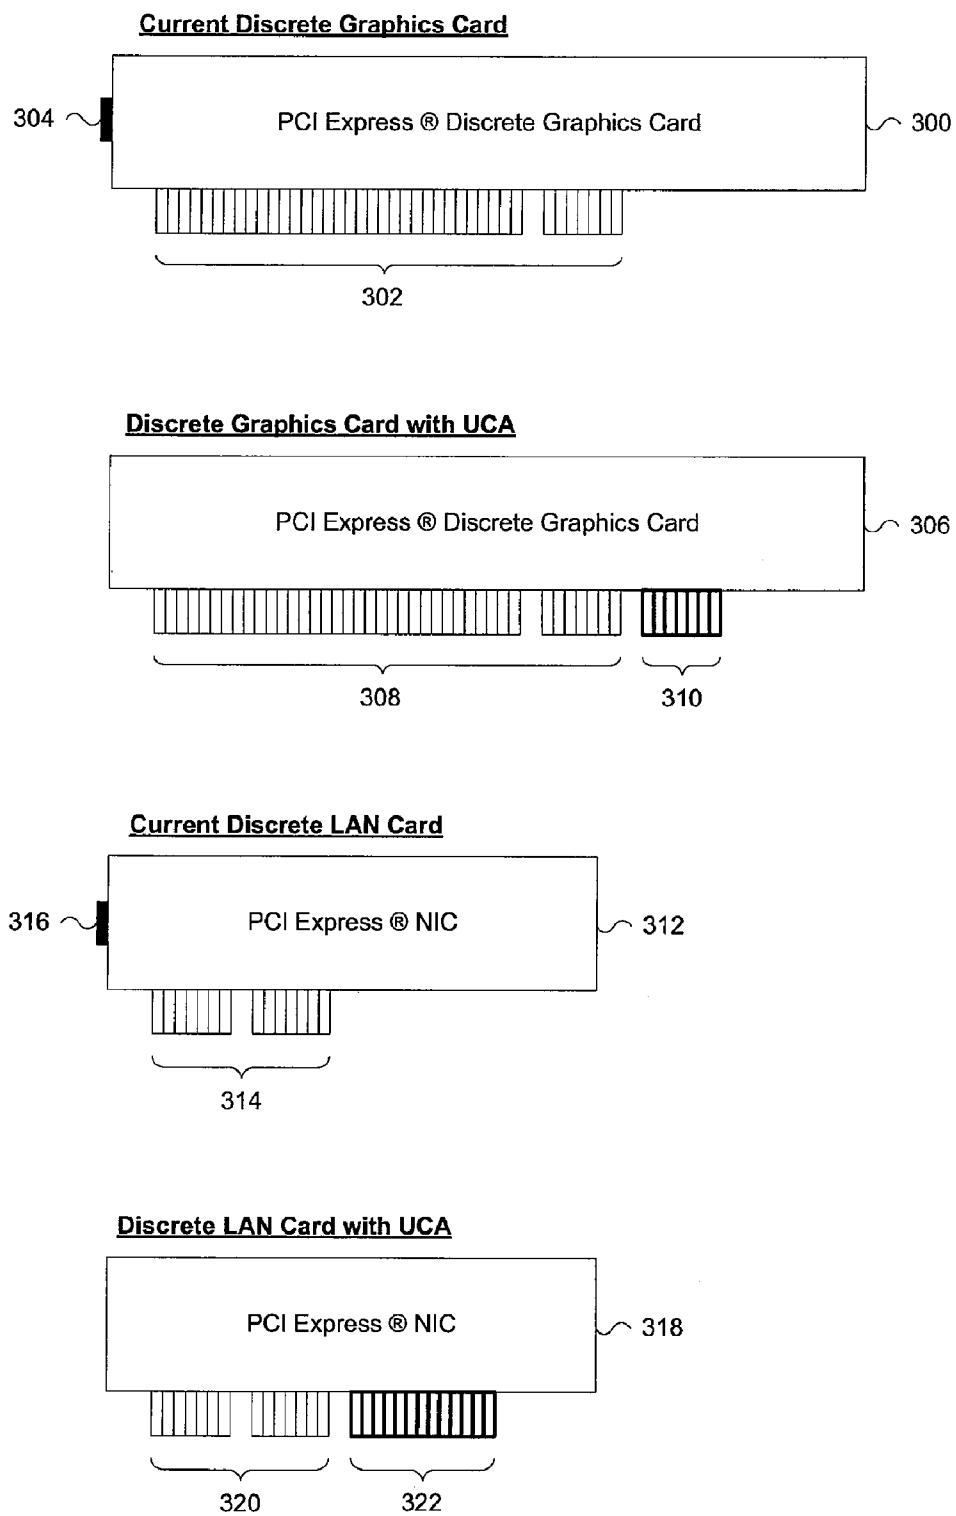 Current Discrete Graphics Card
304
PCI Express ® Discrete Graphics Card
300
302
Discrete Graphics Card with UCA
PCI Express ® Discrete Graphics Card
306
308
310
Current Discrete LAN Card
316
PCI Express ® NIC
312
314
Discrete LAN Card with UCA
PCI Express ® NIC
318
320
322